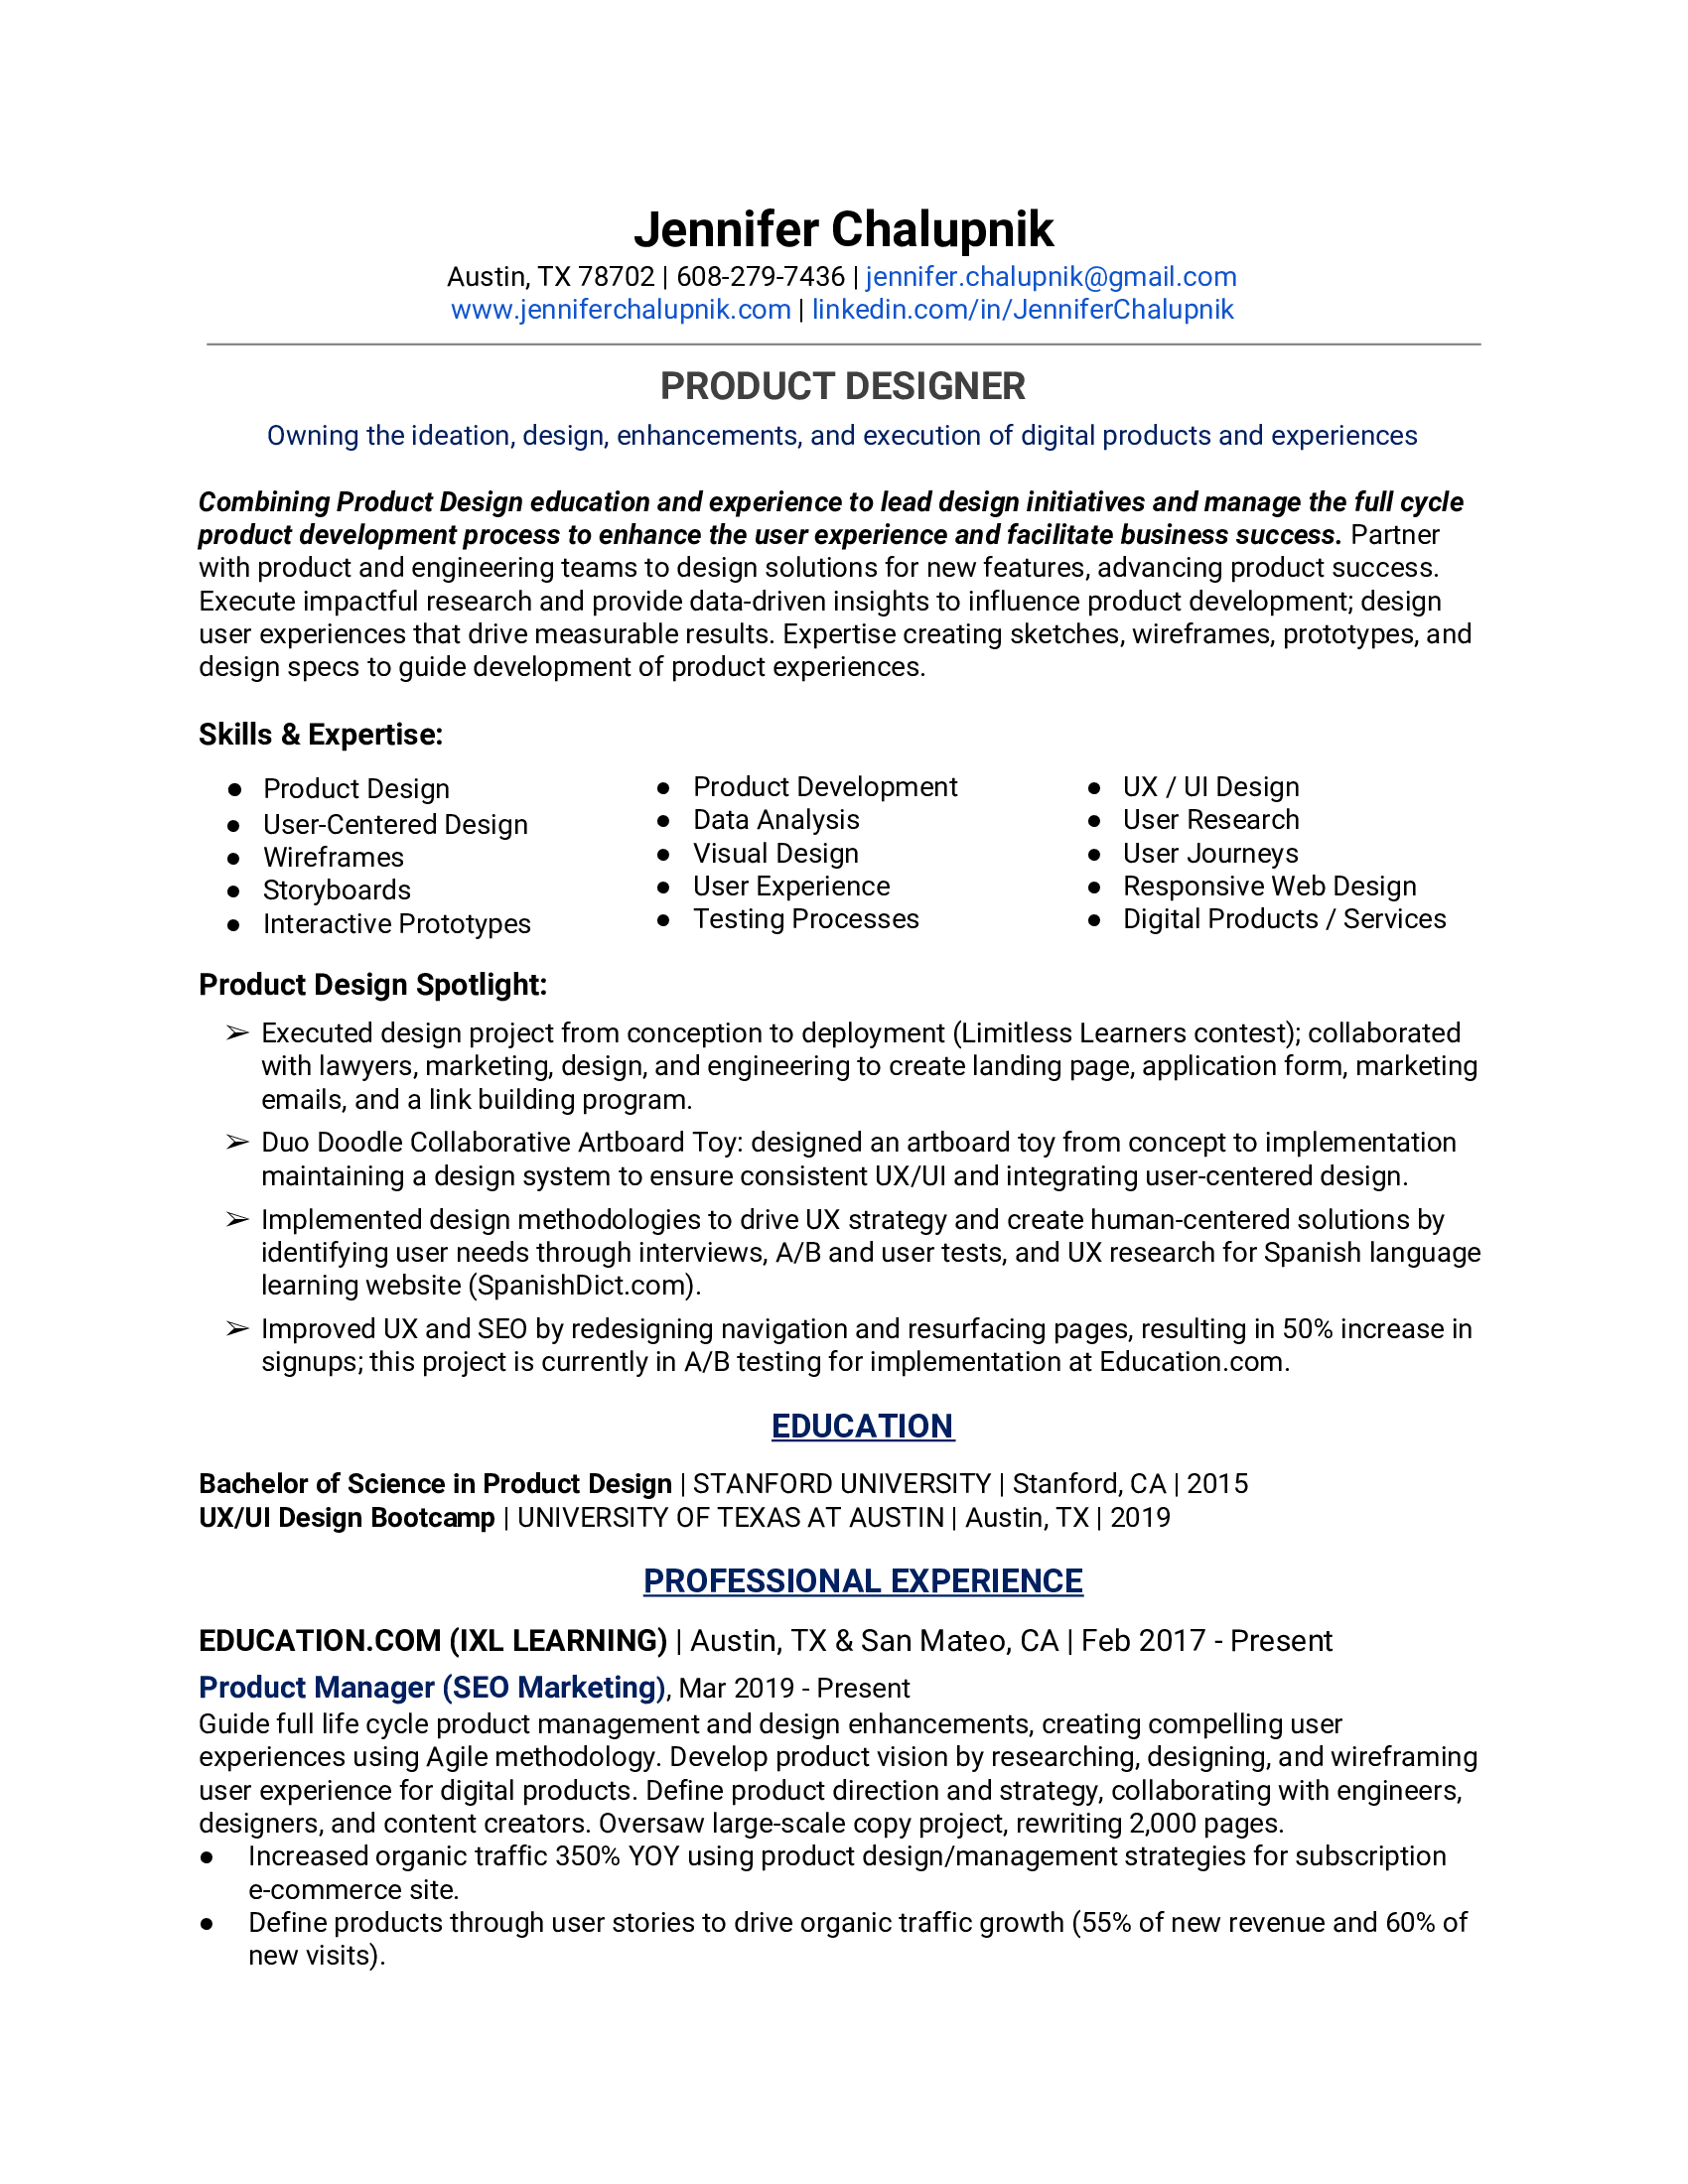 Jennifer Chalupnik
Austin, TX 78702 | 608-279-7436 | jennifer.chalupnik@gmail.com
www.jenniferchalupnik.com | linkedin.com/in/JenniferChalupnik
PRODUCT DESIGNER
Owning the ideation, design, enhancements, and execution of digital products and experiences
Combining Product Design education and experience to lead design initiatives and manage the full cycle
product development process to enhance the user experience and facilitate business success. Partner
with product and engineering teams to design solutions for new features, advancing product success.
Execute impactful research and provide data-driven insights to influence product development; design
user experiences that drive measurable results. Expertise creating sketches, wireframes, prototypes, and
design specs to guide development of product experiences.
Skills & Expertise:
● Product Design
● User-Centered Design
● Wireframes
● Storyboards
● Interactive Prototypes
● Product Development
● Data Analysis
● Visual Design
● User Experience
● Testing Processes
● UX / UI Design
● User Research
● User Journeys
● Responsive Web Design
● Digital Products / Services
Product Design Spotlight:
➢ Executed design project from conception to deployment (Limitless Learners contest); collaborated
with lawyers, marketing, design, and engineering to create landing page, application form, marketing
emails, and a link building program.
➢ Duo Doodle Collaborative Artboard Toy: designed an artboard toy from concept to implementation
maintaining a design system to ensure consistent UX/UI and integrating user-centered design.
➢ Implemented design methodologies to drive UX strategy and create human-centered solutions by
identifying user needs through interviews, A/B and user tests, and UX research for Spanish language
learning website (SpanishDict.com).
➢ Improved UX and SEO by redesigning navigation and resurfacing pages, resulting in 50% increase in
signups; this project is currently in A/B testing for implementation at Education.com.
EDUCATION
Bachelor of Science in Product Design | STANFORD UNIVERSITY | Stanford, CA | 2015
UX/UI Design Bootcamp | UNIVERSITY OF TEXAS AT AUSTIN | Austin, TX | 2019
PROFESSIONAL EXPERIENCE
EDUCATION.COM (IXL LEARNING) | Austin, TX & San Mateo, CA | Feb 2017 - Present
Product Manager (SEO Marketing), Mar 2019 - Present
Guide full life cycle product management and design enhancements, creating compelling user
experiences using Agile methodology. Develop product vision by researching, designing, and wireframing
user experience for digital products. Define product direction and strategy, collaborating with engineers,
designers, and content creators. Oversaw large-scale copy project, rewriting 2,000 pages.
● Increased organic traffic 350% YOY using product design/management strategies for subscription
e-commerce site.
● Define products through user stories to drive organic traffic growth (55% of new revenue and 60% of
new visits).